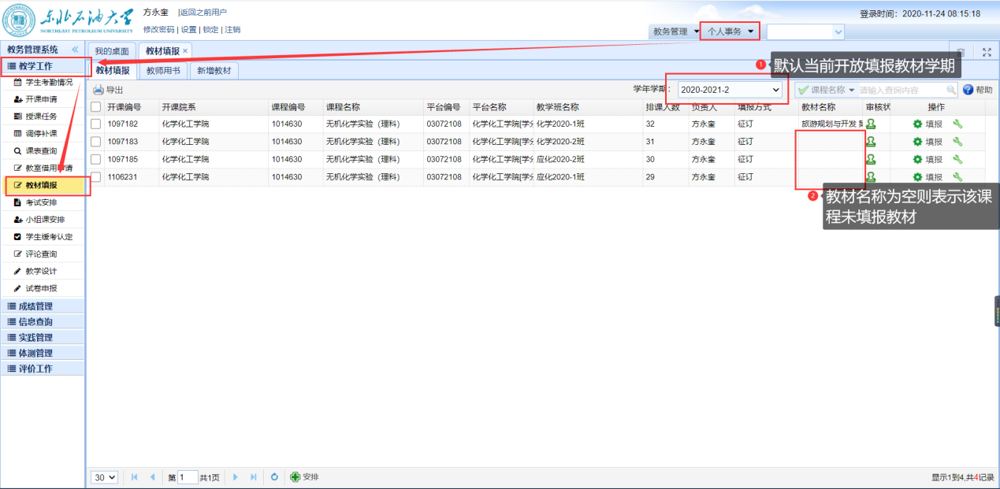 东北石油大学
NORTHEAST PETROLEUM UNIVERSITY
方永奎 |返回之前用户
修改密码 | 设置 | 锁定 | 注销
登录时间: 2020-11-24 08:15:18
教务管理 个人事务
教务管理系统
我的桌面 教材填报 ×
教学工作
教材填报 教师用书 新增教材
1 默认当前开放填报教材学期
导出 学年学期: 2020-2021-2 课程名称 请输入查询内容 帮助
开课编号 开课院系 课程编号 课程名称 平台编号 平台名称 教学班名称 排课人数 负责人 填报方式 教材名称 审核状 操作
1097182 化学化工学院 1014630 无机化学实验（理科） 03072108 化学化工学院[学分 化学2020-1班 32 方永奎 征订 旅游规划与开发 填报
1097183 化学化工学院 1014630 无机化学实验（理科） 03072108 化学化工学院[学分 化学2020-2班 31 方永奎 征订 填报
1097185 化学化工学院 1014630 无机化学实验（理科） 03072108 化学化工学院[学分 应化2020-2班 30 方永奎 征订 填报
1106231 化学化工学院 1014630 无机化学实验（理科） 03072108 化学化工学院[学分 应化2020-1班 29 方永奎 征订 填报
2 教材名称为空则表示该课
程未填报教材
学生考勤情况
开课申请
授课任务
调停补课
课表查询
教室借用申请
教材填报
考试安排
小组课安排
学生缓考认定
评论查询
教学设计
试卷申报
成绩管理
信息查询
实践管理
体测管理
评价工作
30 第 1 共1页 安排 显示1到4,共4记录